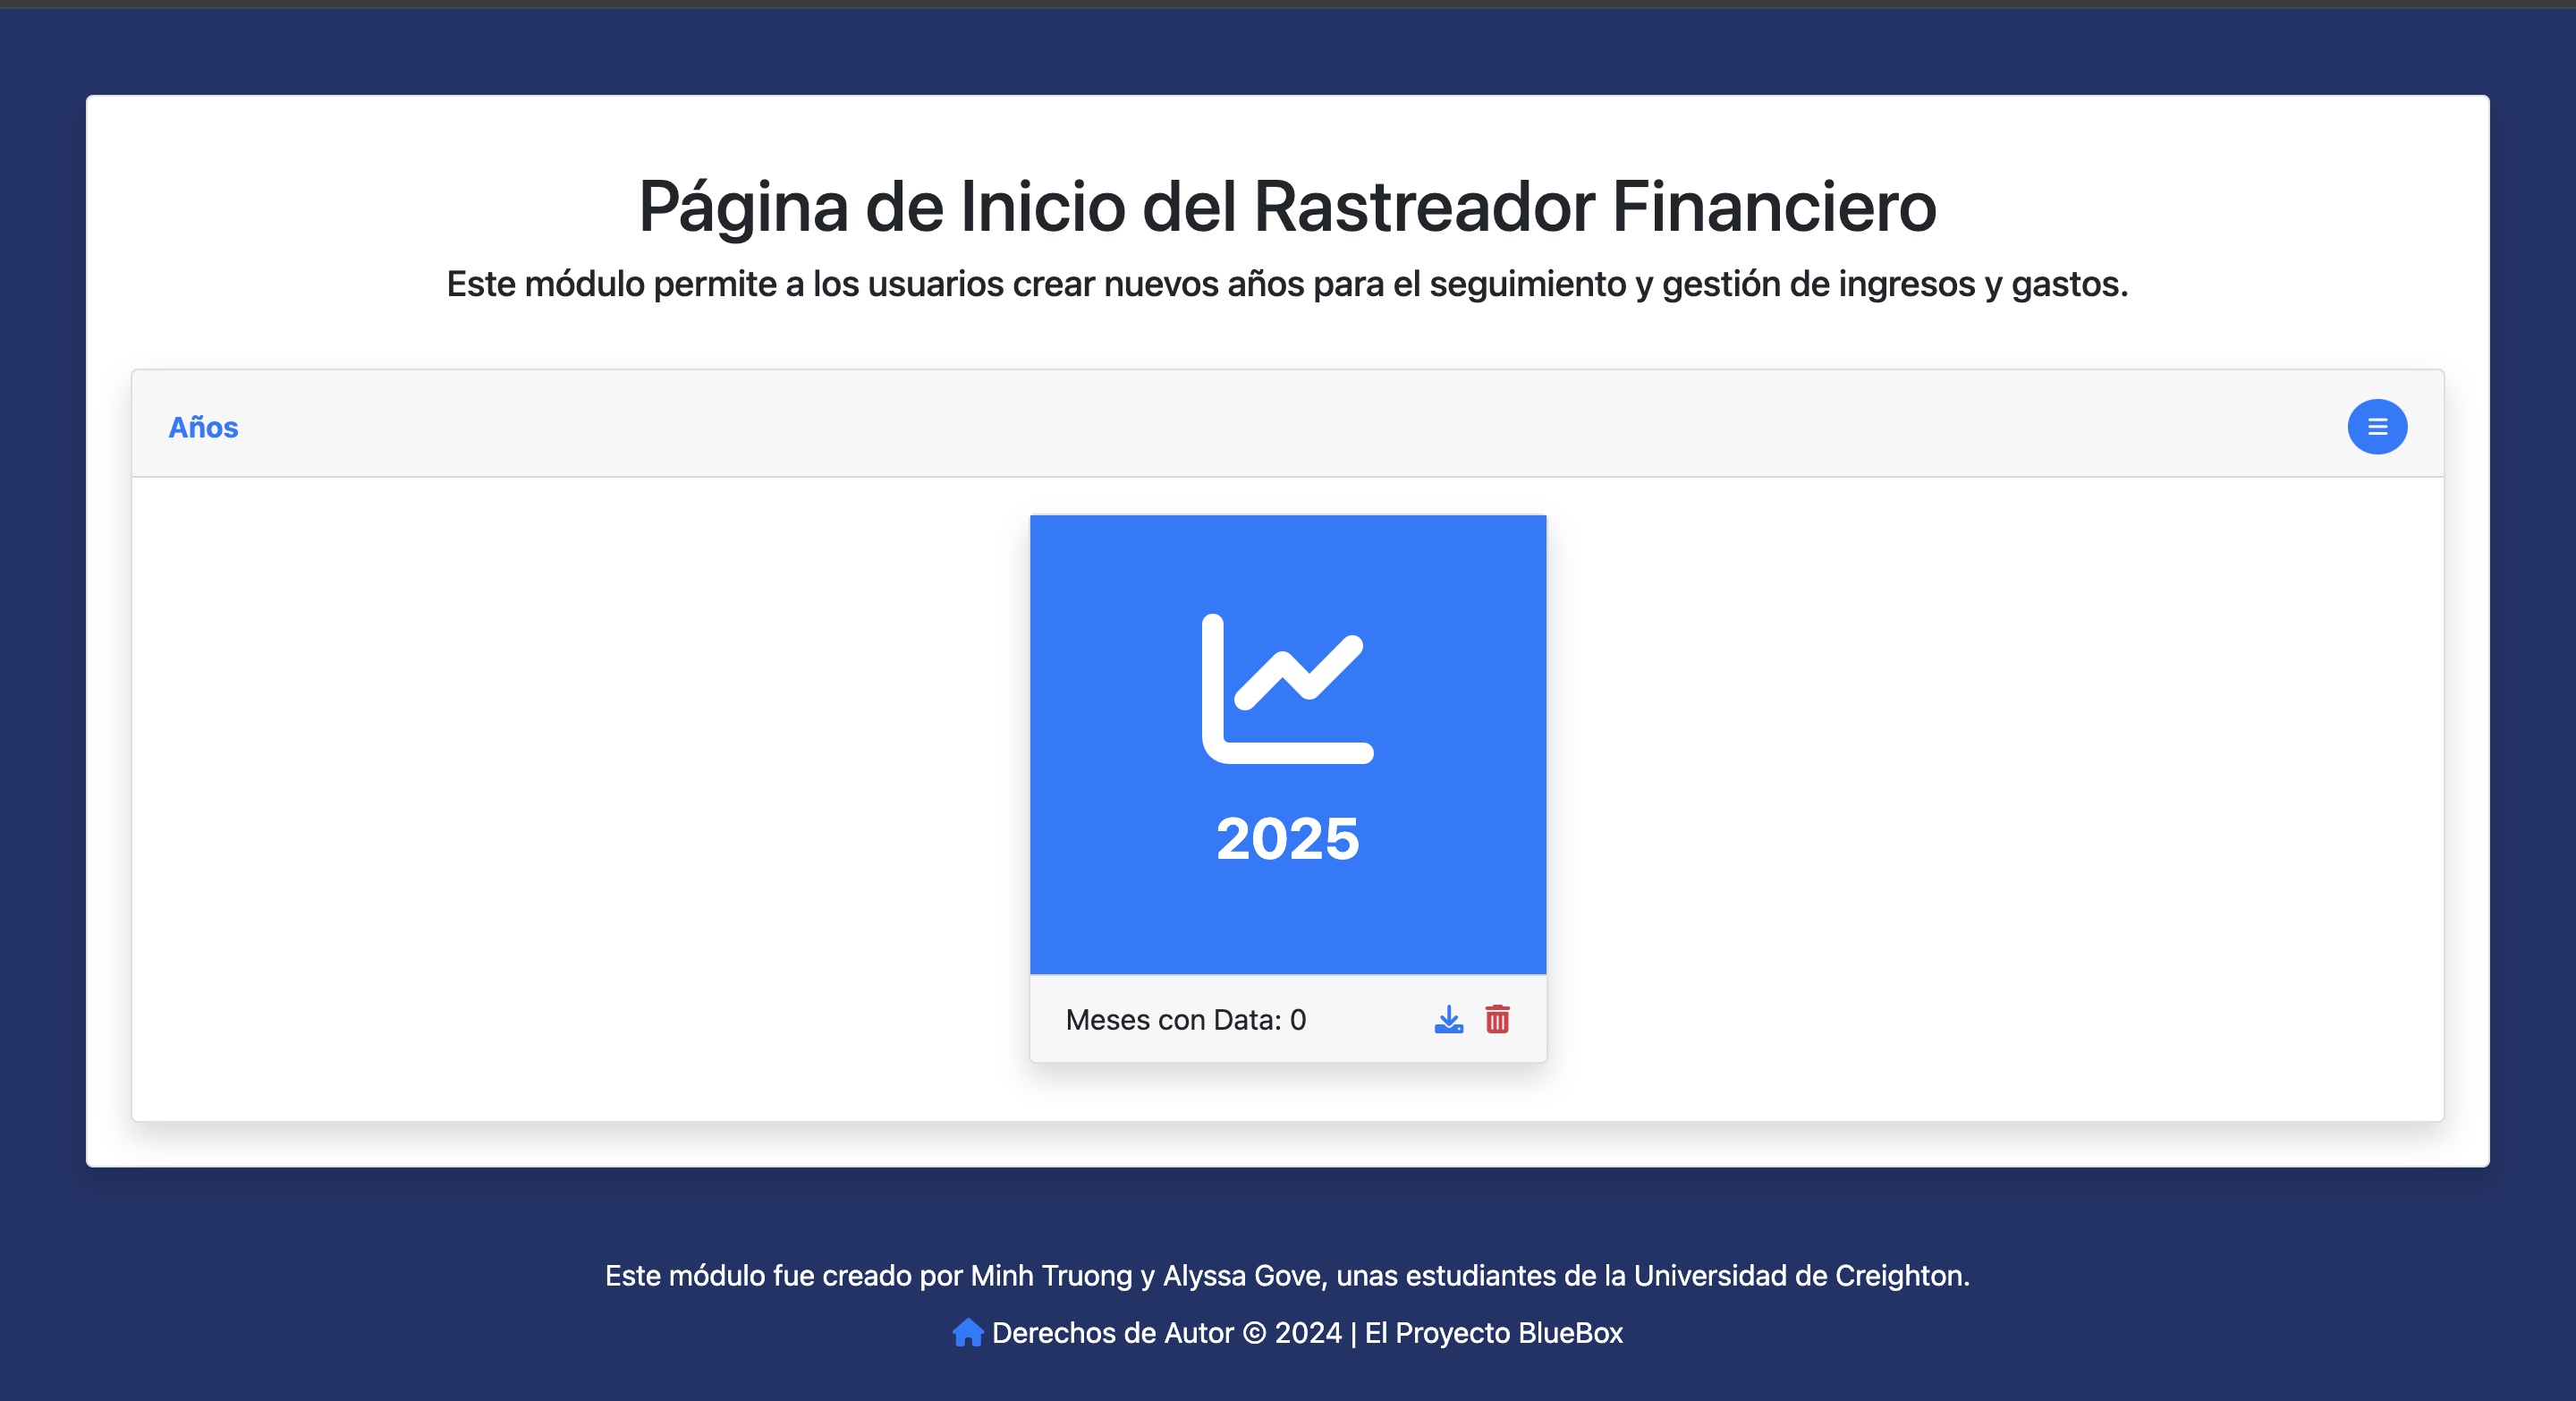 Página de Inicio del Rastreador Financiero
Este módulo permite a los usuarios crear nuevos años para el seguimiento y gestión de ingresos y gastos.
Años
2025
Meses con Data: 0
Este módulo fue creado por Minh Truong y Alyssa Gove, unas estudiantes de la Universidad de Creighton.
Derechos de Autor © 2024 | El Proyecto BlueBox